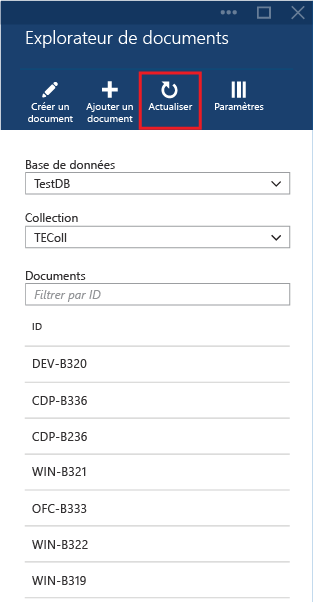 Explorateur de documents
Créer un document
Ajouter un document
Actualiser
Paramètres
Base de données
TestDB
Collection
TEColl
Documents
Filtrer par ID
ID
DEV-B320
CDP-B336
CDP-B236
WIN-B321
OFC-B333
WIN-B322
WIN-B319